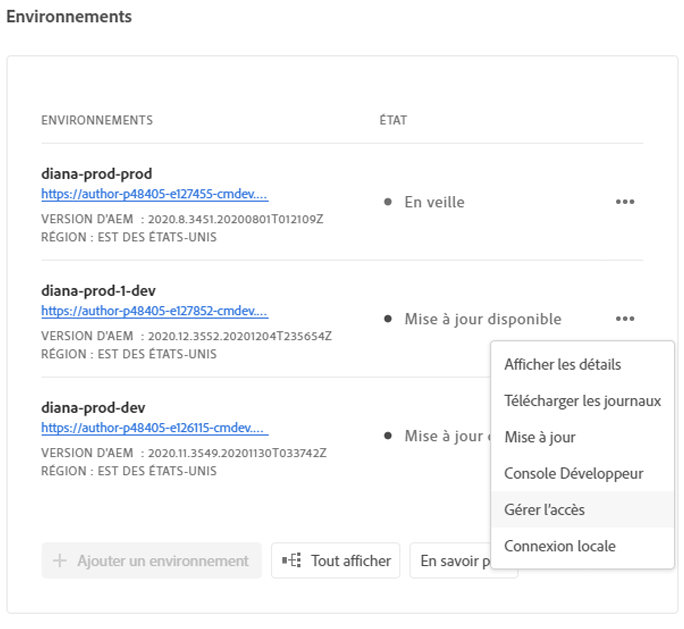 Environnements
ENVIRONNEMENTS
ÉTAT
diana-prod-prod
https://author-p48405-e127455-cmdev....
VERSION D'AEM : 2020.8.3451.20200801T012109Z
RÉGION : EST DES ÉTATS-UNIS
En veille
diana-prod-1-dev
https://author-p48405-e127852-cmdev....
VERSION D'AEM : 2020.12.3552.20201204T235654Z
RÉGION : EST DES ÉTATS-UNIS
Mise à jour disponible
Afficher les détails
Télécharger les journaux
Mise à jour
Console Développeur
Gérer l'accès
Connexion locale
diana-prod-dev
https://author-p48405-e126115-cmdev....
VERSION D'AEM : 2020.11.3549.20201130T033742Z
RÉGION : EST DES ÉTATS-UNIS
Mise à jour
Ajouter un environnement
Tout afficher
En savoir